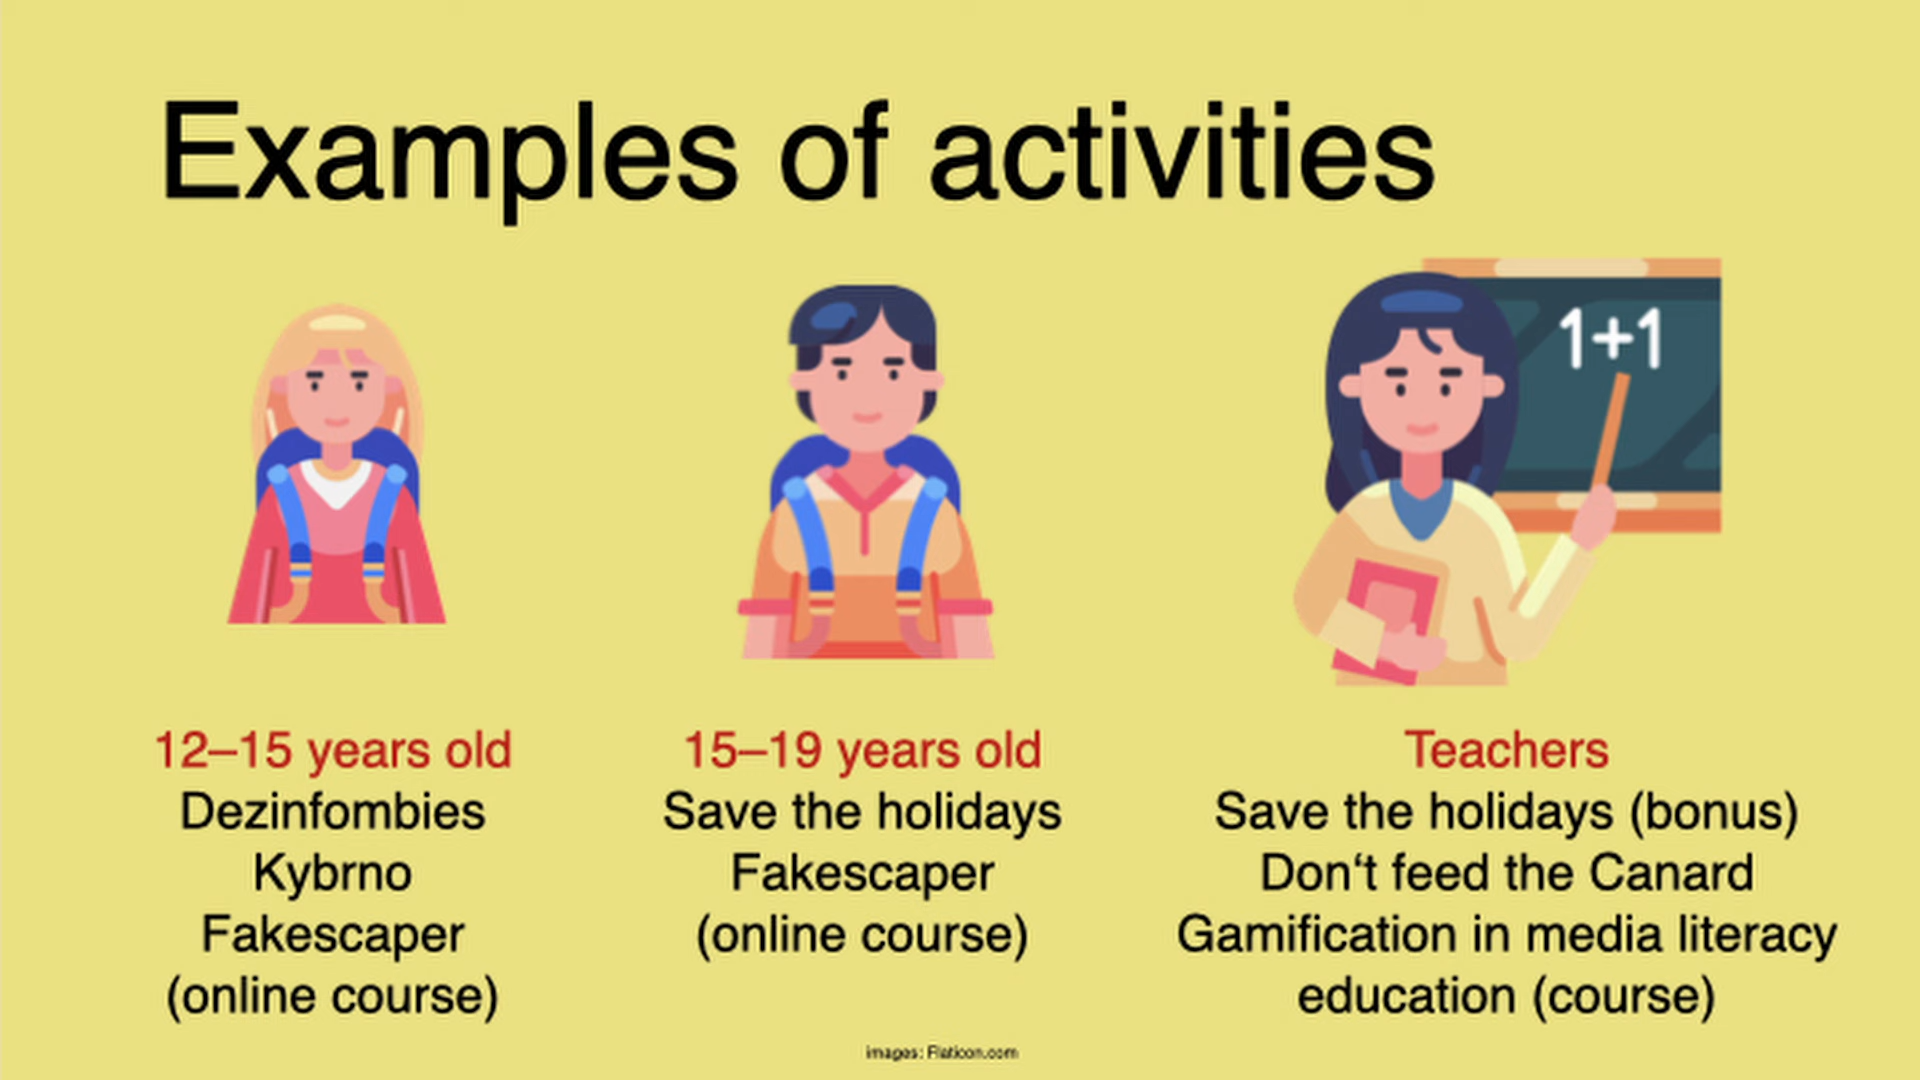 Examples of activities
1+1
12–15 years old
Dezinfombies
Kybrno
Fakescaper
(online course)
15–19 years old
Save the holidays
Fakescaper
(online course)
Teachers
Save the holidays (bonus)
Don‘t feed the Canard
Gamification in media literacy
education (course)
images: Flaticon.com